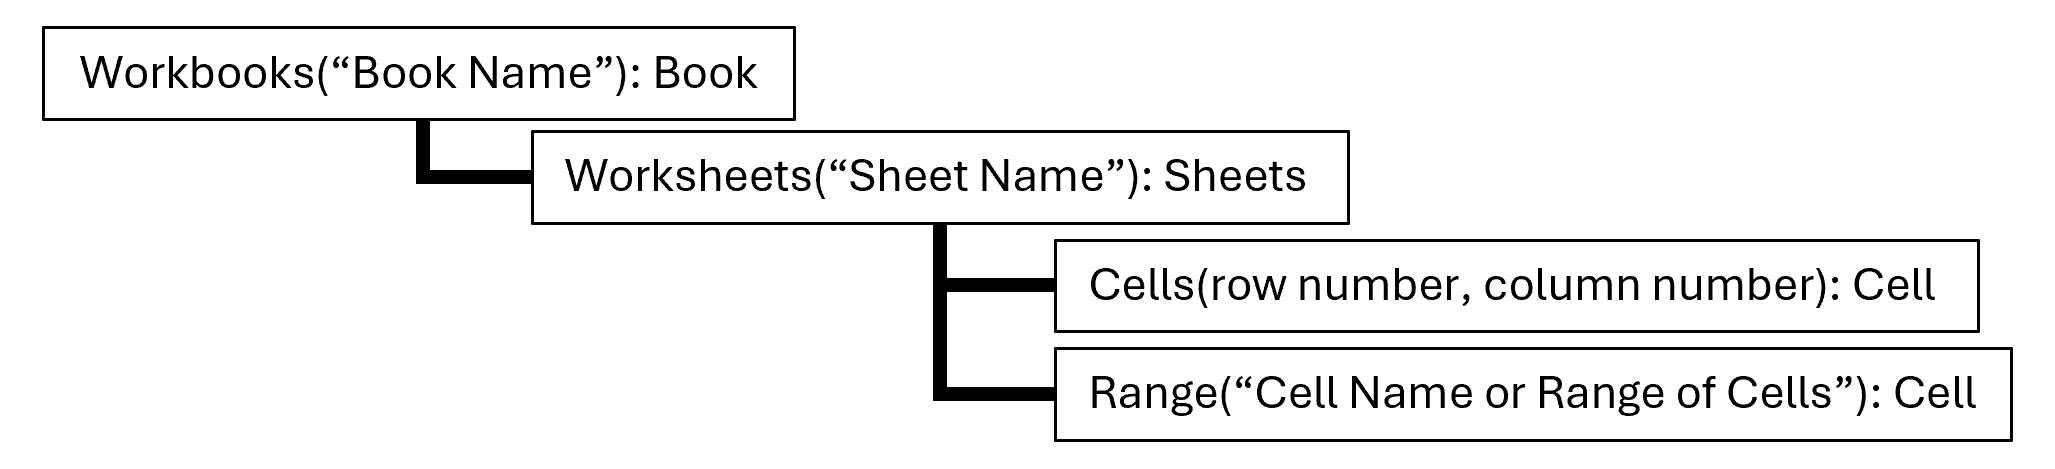 Workbooks(“Book Name”): Book
Worksheets(“Sheet Name”): Sheets
Cells(row number, column number): Cell
Range(“Cell Name or Range of Cells”): Cell